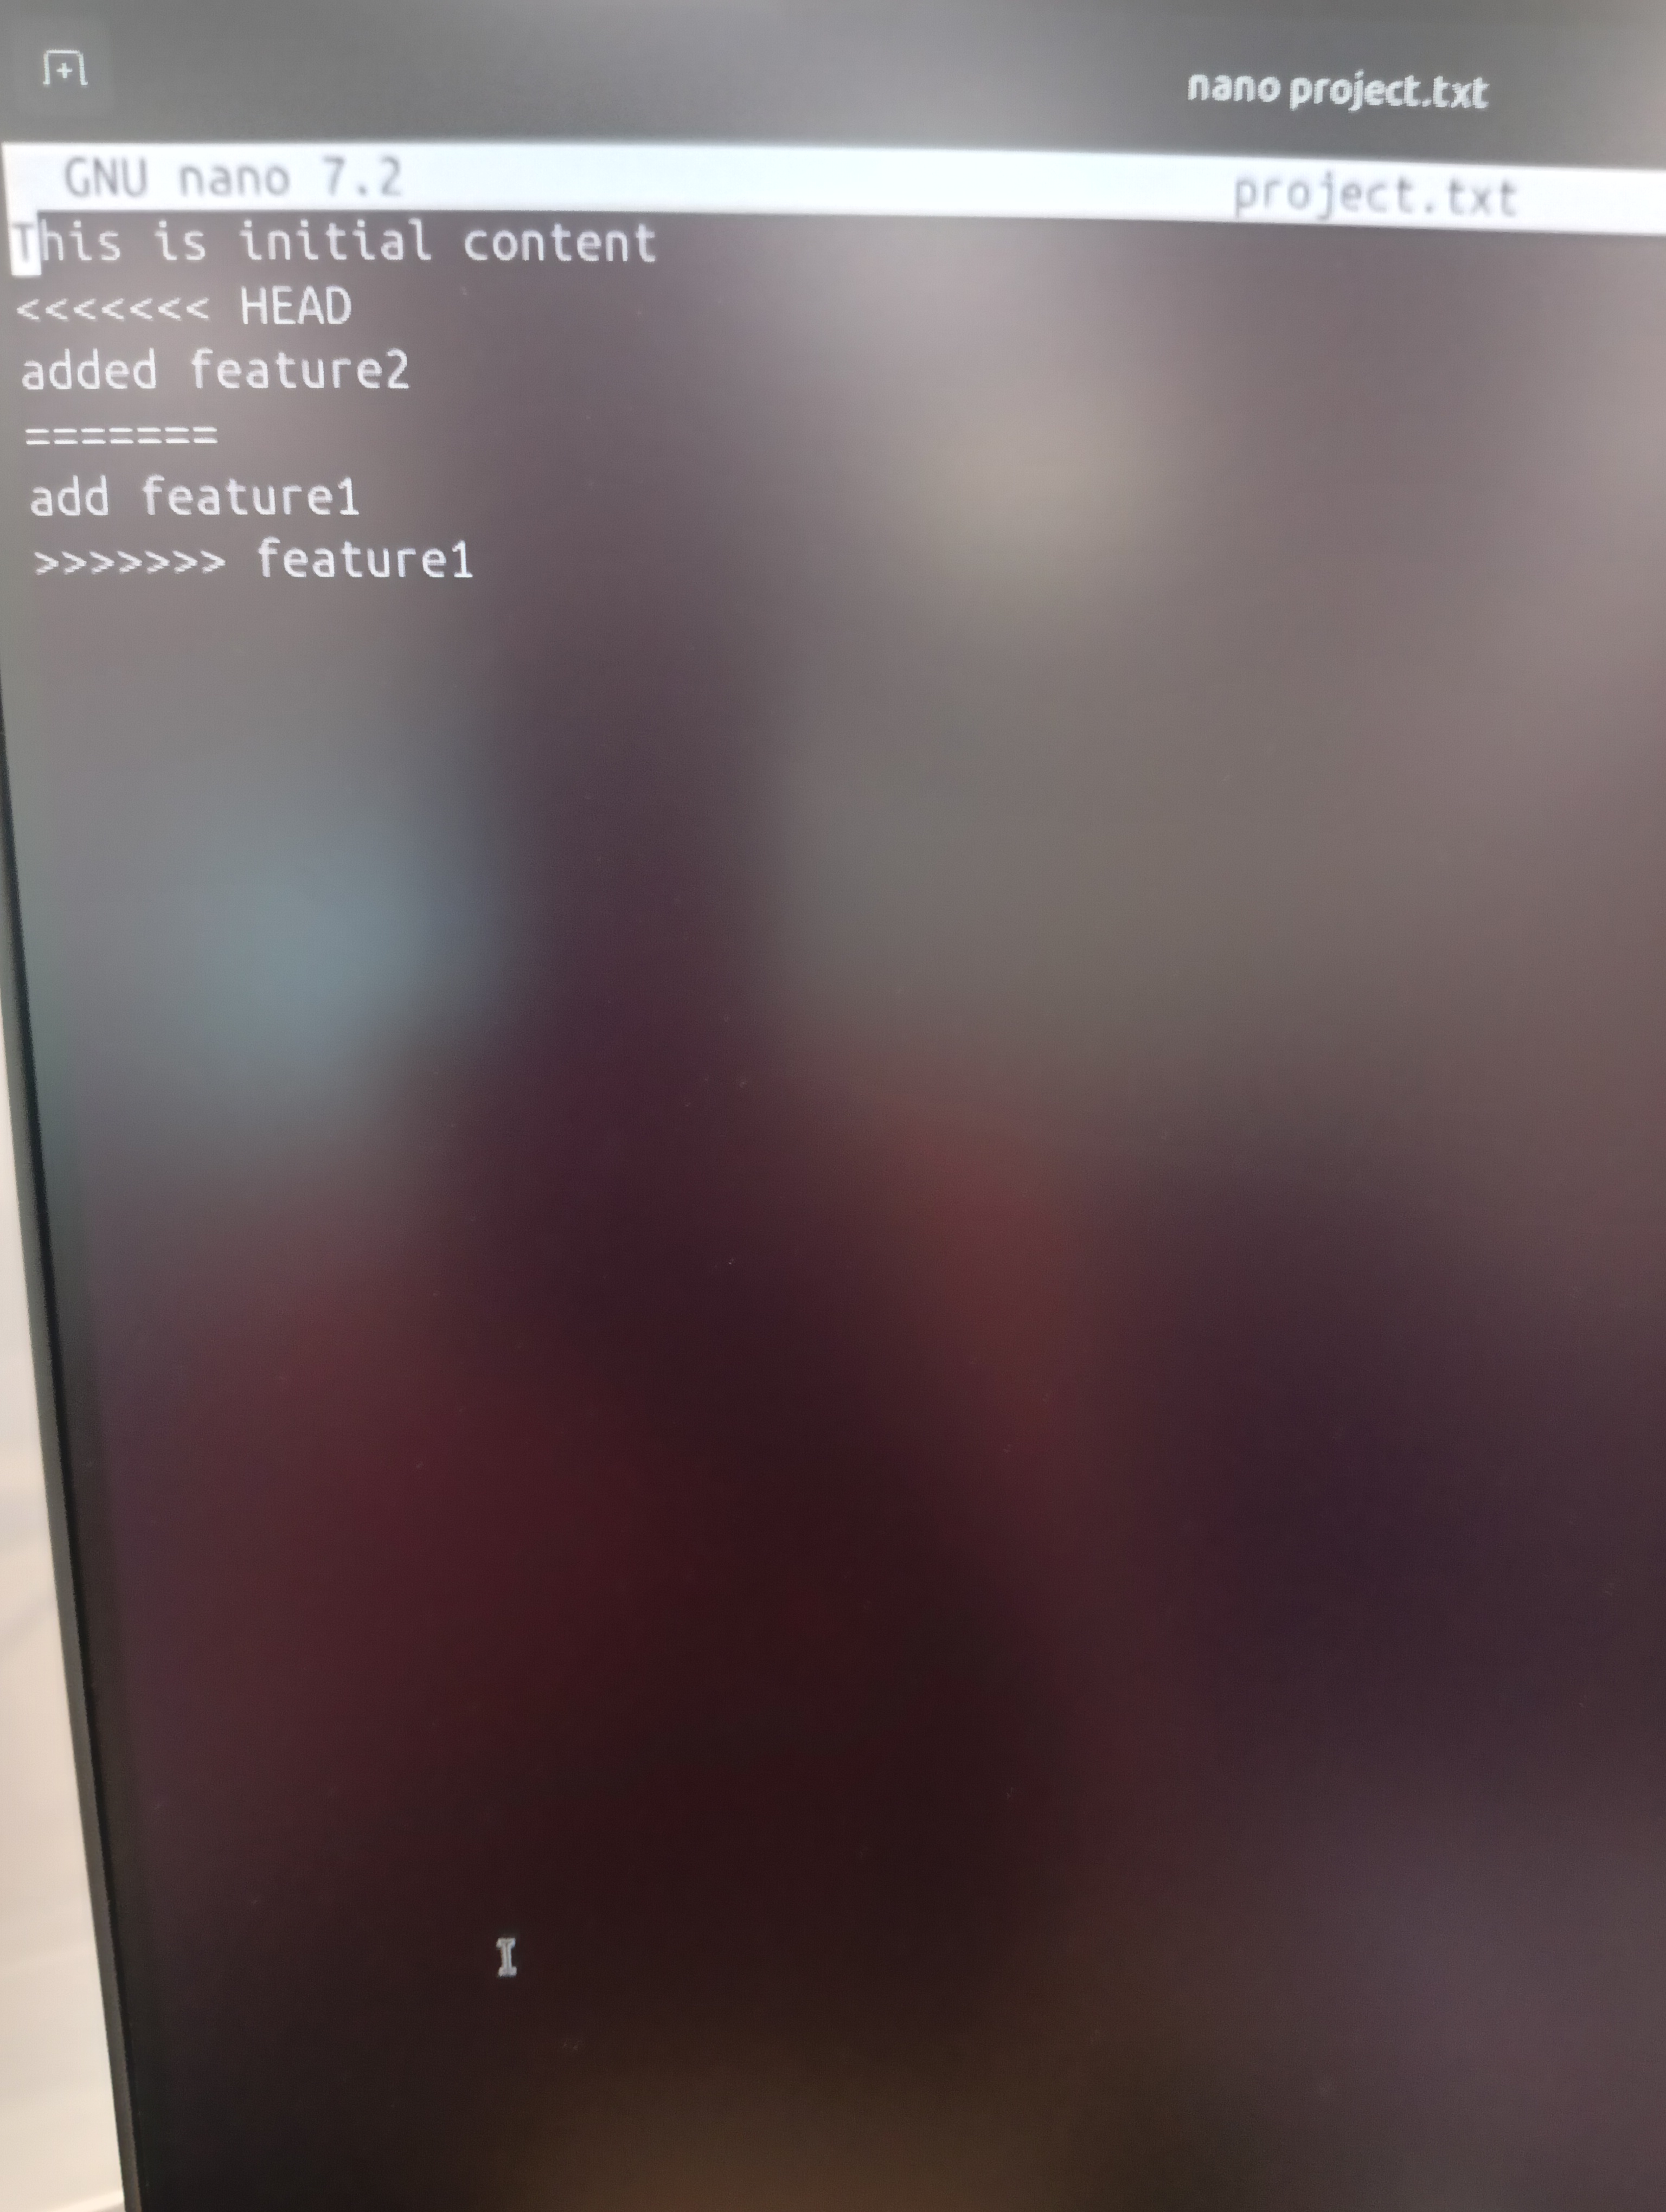 nano project.txt
GNU nano 7.2 project.txt
This is initial content
<<<<<<< HEAD
added feature2
=======
add feature1
>>>>>>> feature1